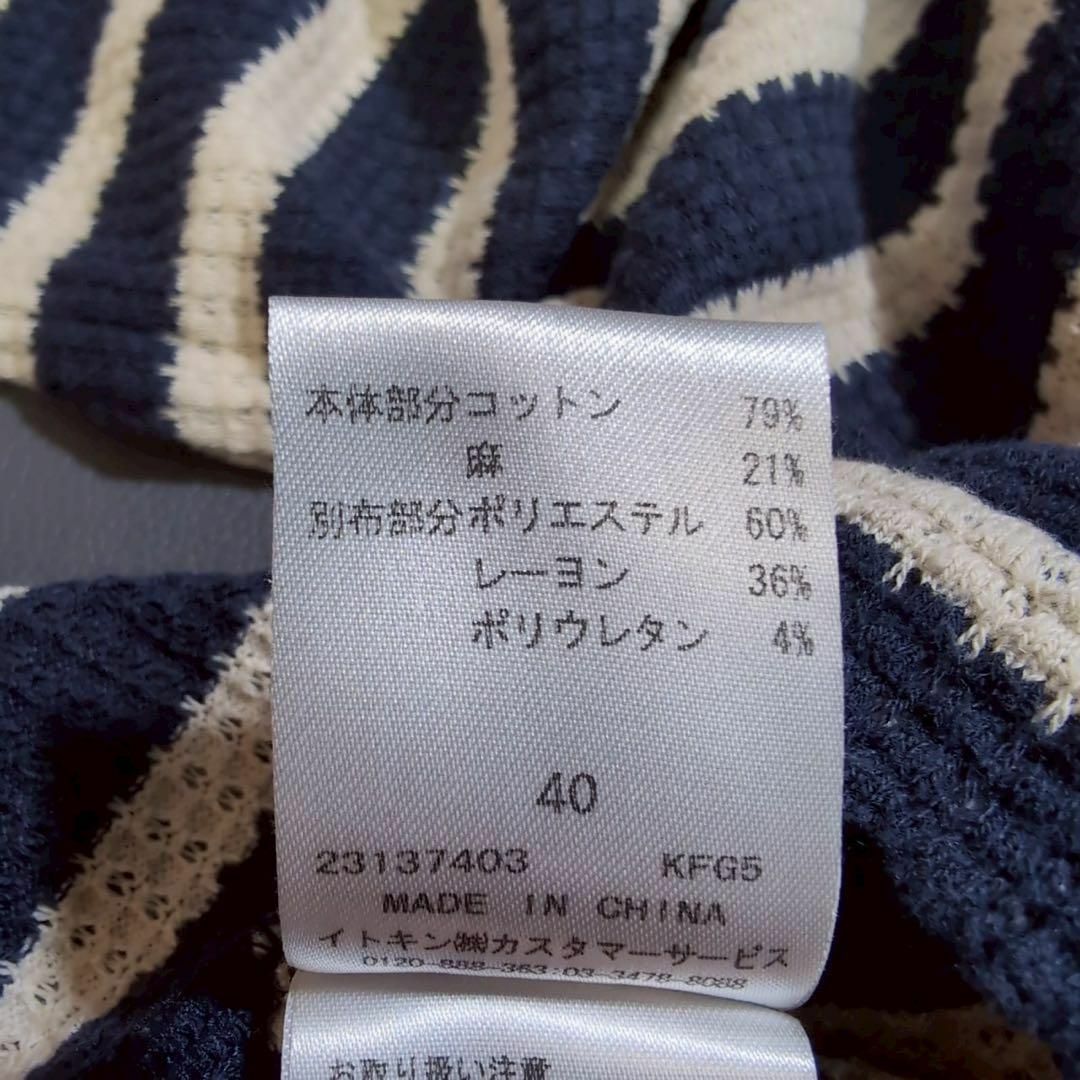 本体部分コットン 79%
麻 21%
別布部分ポリエステル 60%
レーヨン 36%
ポリウレタン 4%
40
23137403 KFG5
MADE IN CHINA
イトキン㈱カスタマーサービス
0120-888-363:03-3478-8088
お取り扱い注意